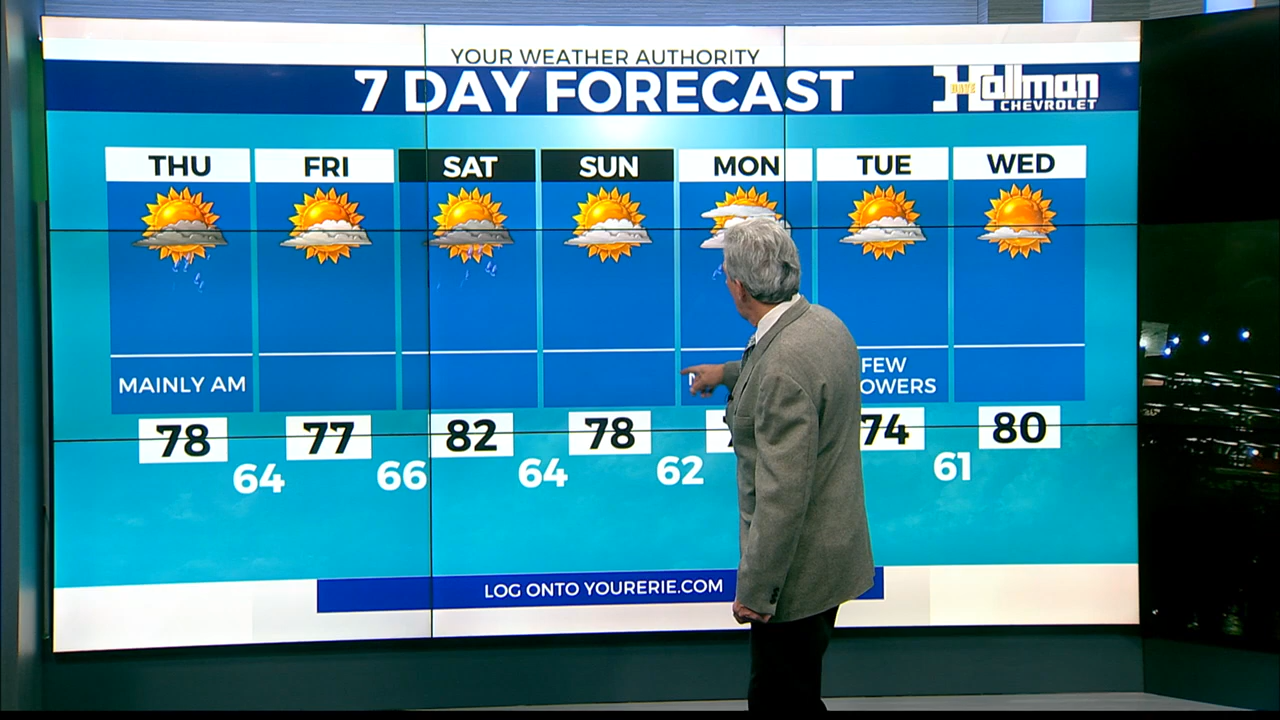 YOUR WEATHER AUTHORITY
7 DAY FORECAST
DAVE Hallman
CHEVROLET
THU FRI SAT SUN MON TUE WED
MAINLY AM
FEW
78 77 82 78 74 80
64 66 64 62 61
LOG ONTO YOURERIE.COM